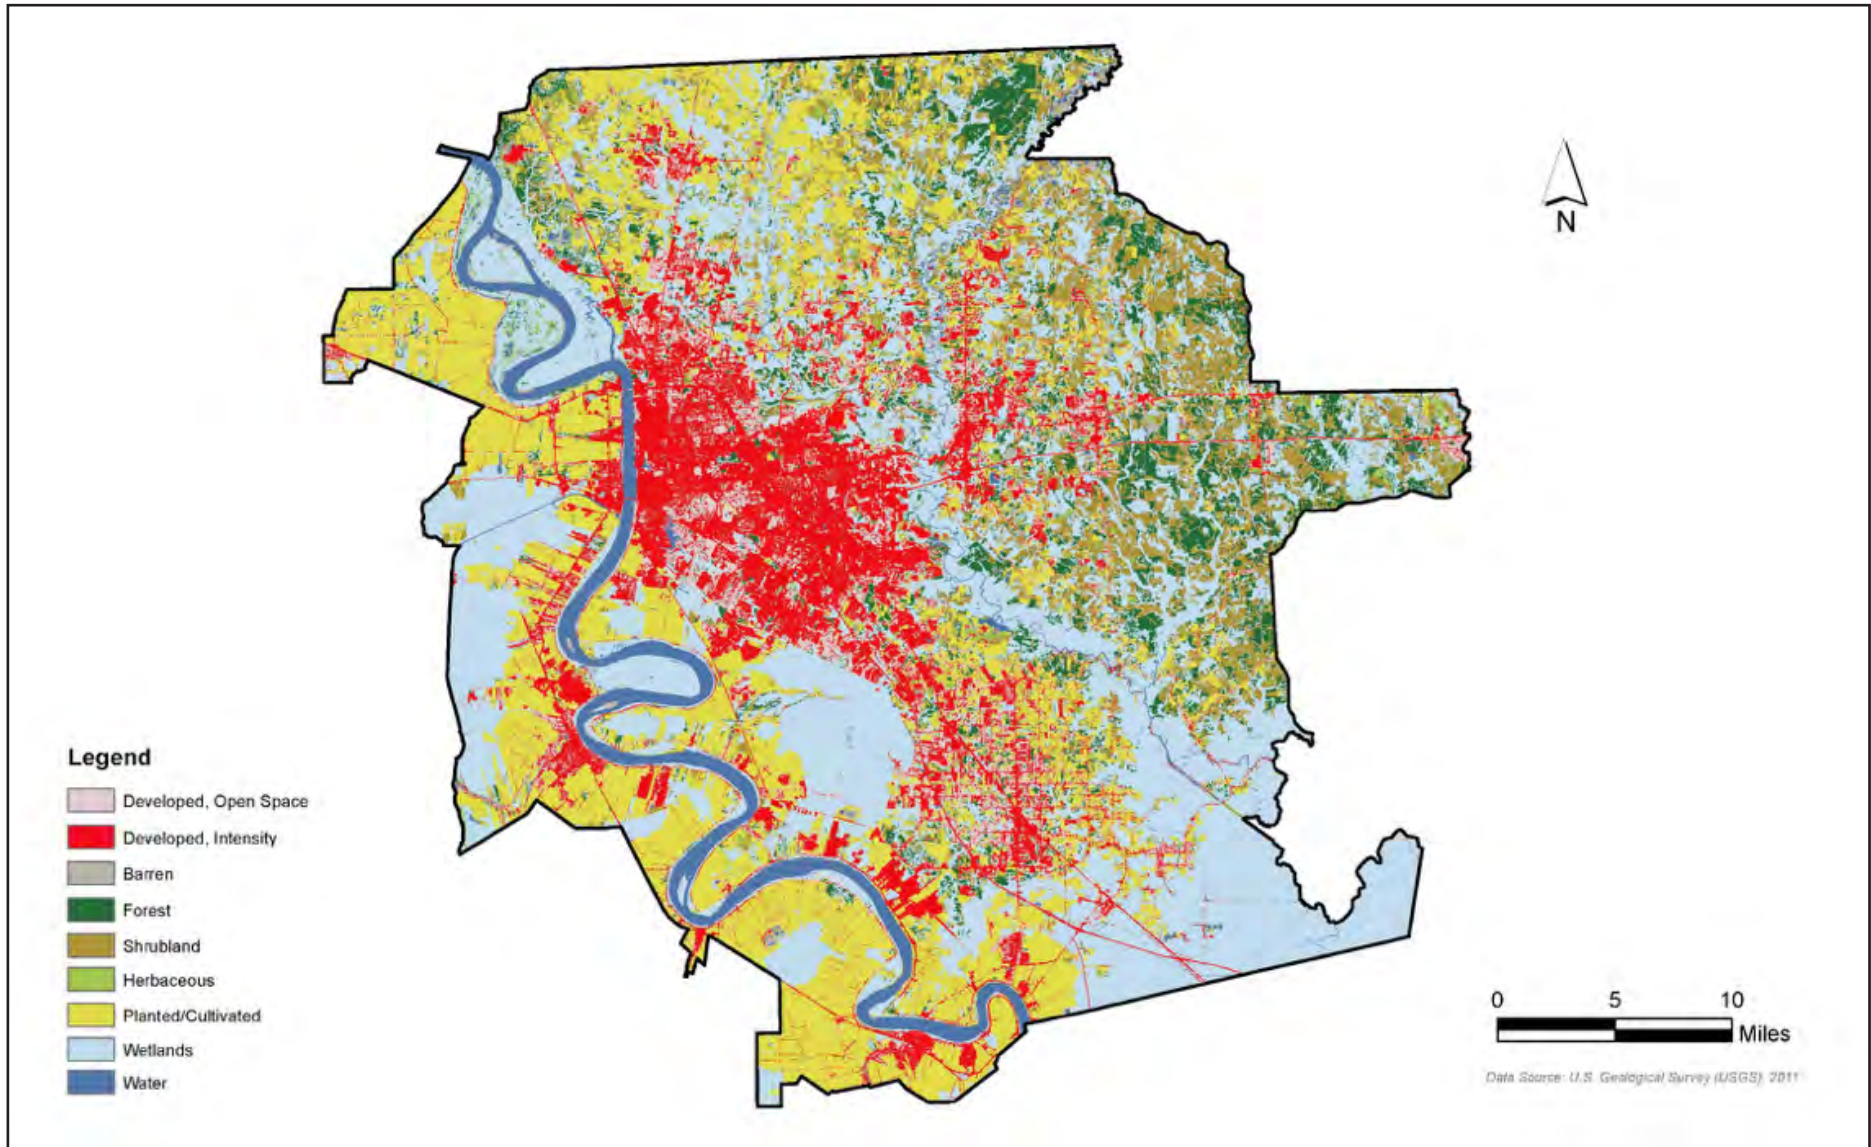 N
Legend
Developed, Open Space
Developed, Intensity
Barren
Forest
Shrubland
Herbaceous
Planted/Cultivated
Wetlands
Water
0 5 10
Miles
Data Source: U.S. Geological Survey (USGS), 2011